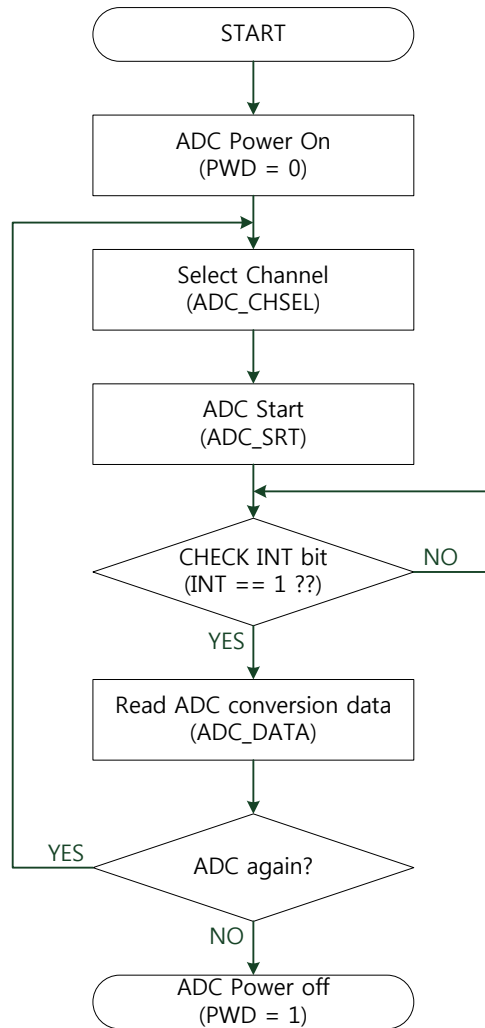 START
ADC Power On
(PWD = 0)
Select Channel
(ADC_CHSEL)
ADC Start
(ADC_SRT)
CHECK INT bit
(INT == 1 ??)
NO
YES
Read ADC conversion data
(ADC_DATA)
YES
ADC again?
NO
ADC Power off
(PWD = 1)